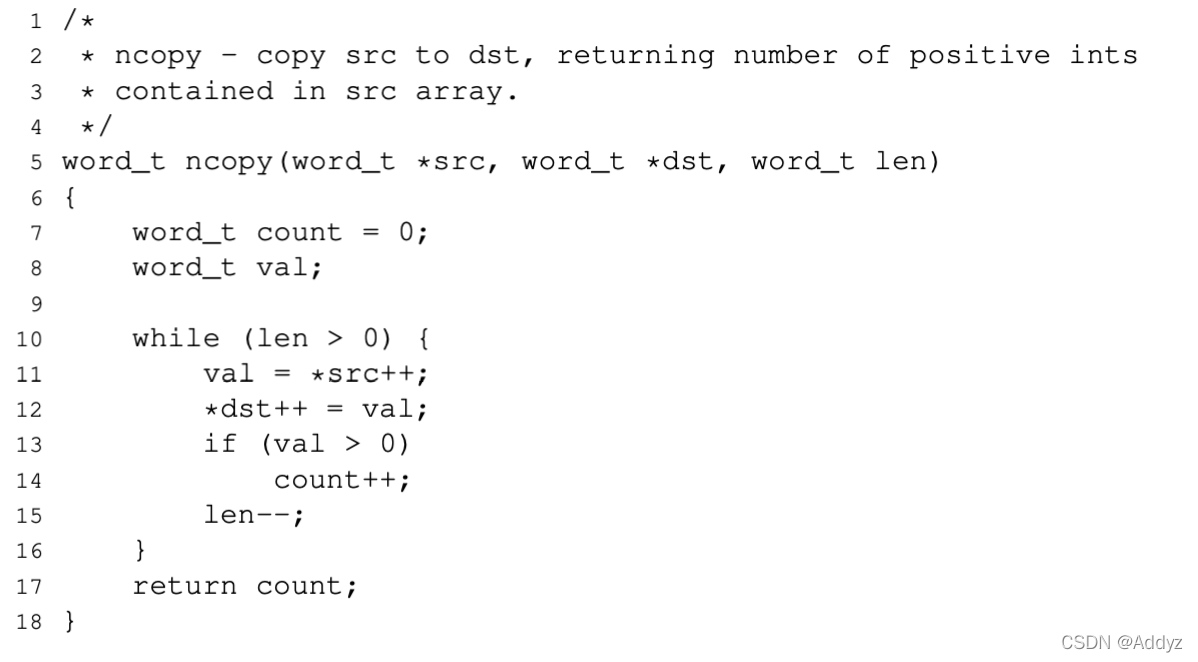 1 /*
2  * ncopy - copy src to dst, returning number of positive ints
3  * contained in src array.
4  */
5 word_t ncopy(word_t *src, word_t *dst, word_t len)
6 {
7     word_t count = 0;
8     word_t val;
9
10     while (len > 0) {
11         val = *src++;
12         *dst++ = val;
13         if (val > 0)
14             count++;
15         len--;
16     }
17     return count;
18 }
CSDN @Addyz